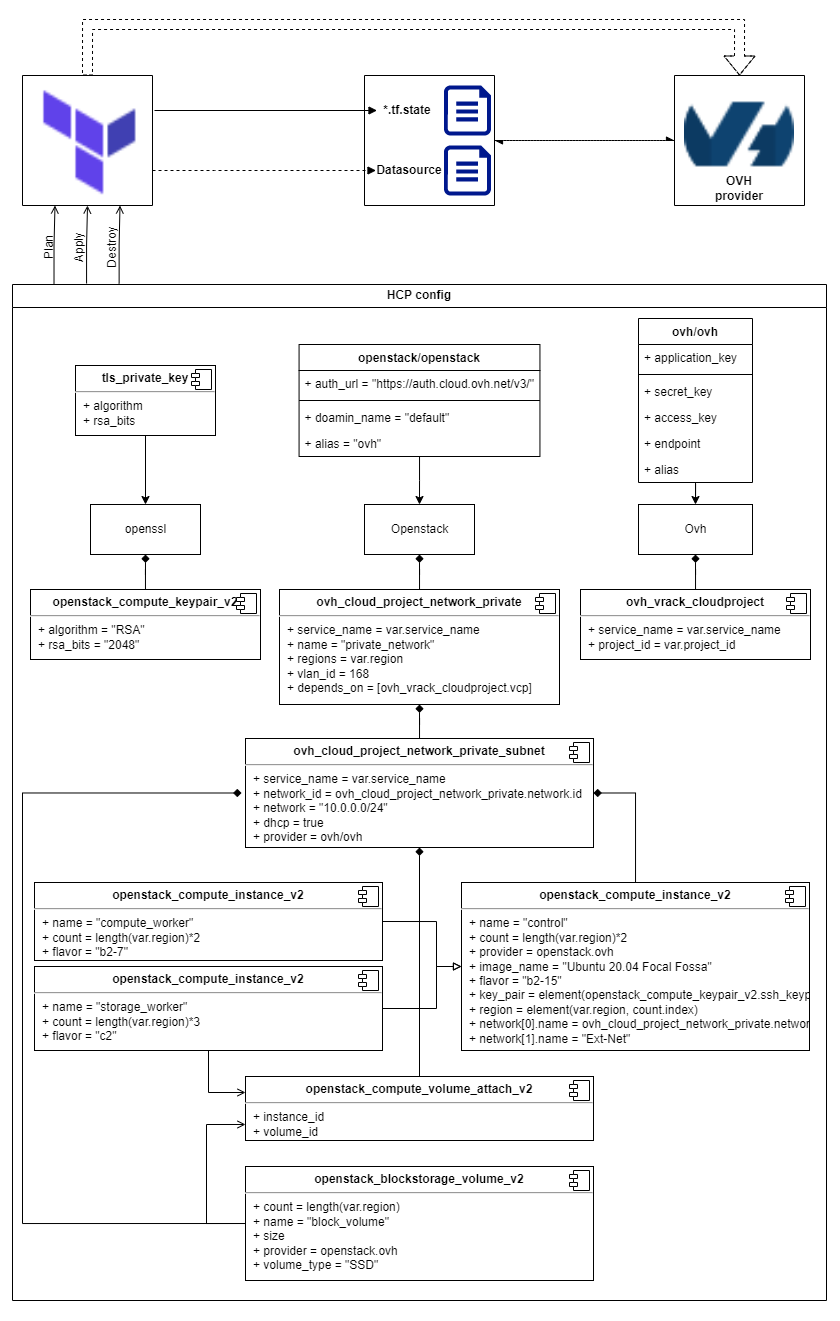 *.tf.state
Datasource
OVH
provider
Plan
Apply
Destroy
HCP config
tls_private_key
+ algorithm
+ rsa_bits
openstack/openstack
+ auth_url = "https://auth.cloud.ovh.net/v3/"
+ doamin_name = "default"
+ alias = "ovh"
ovh/ovh
+ application_key
+ secret_key
+ access_key
+ endpoint
+ alias
openssl
Openstack
Ovh
openstack_compute_keypair_v2
+ algorithm = "RSA"
+ rsa_bits = "2048"
ovh_cloud_project_network_private
+ service_name = var.service_name
+ name = "private_network"
+ regions = var.region
+ vlan_id = 168
+ depends_on = [ovh_vrack_cloudproject.vcp]
ovh_vrack_cloudproject
+ service_name = var.service_name
+ project_id = var.project_id
ovh_cloud_project_network_private_subnet
+ service_name = var.service_name
+ network_id = ovh_cloud_project_network_private.network.id
+ network = "10.0.0.0/24"
+ dhcp = true
+ provider = ovh/ovh
openstack_compute_instance_v2
+ name = "compute_worker"
+ count = length(var.region)*2
+ flavor = "b2-7"
openstack_compute_instance_v2
+ name = "storage_worker"
+ count = length(var.region)*3
+ flavor = "c2"
openstack_compute_instance_v2
+ name = "control"
+ count = length(var.region)*2
+ provider = openstack.ovh
+ image_name = "Ubuntu 20.04 Focal Fossa"
+ flavor = "b2-15"
+ key_pair = element(openstack_compute_keypair_v2.ssh_keyp
+ region = element(var.region, count.index)
+ network[0].name = ovh_cloud_project_network_private.networ
+ network[1].name = "Ext-Net"
openstack_compute_volume_attach_v2
+ instance_id
+ volume_id
openstack_blockstorage_volume_v2
+ count = length(var.region)
+ name = "block_volume"
+ size
+ provider = openstack.ovh
+ volume_type = "SSD"